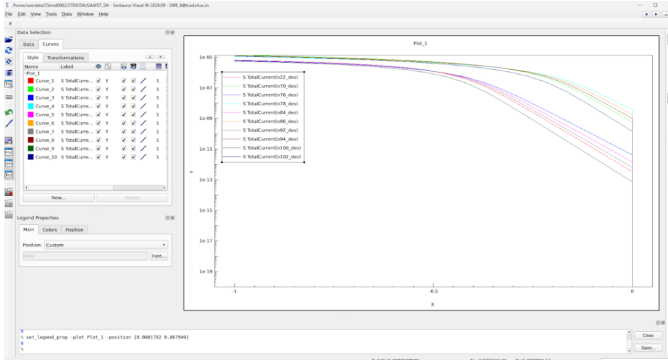 File Edit View Tools Data Window Help
Data Selection
Data Curves
Style Transformations
Name Label
Plot_1
Curve_1 S TotalCurre... Y 1
Curve_2 S TotalCurre... Y 1
Curve_3 S TotalCurre... Y 1
Curve_4 S TotalCurre... Y 1
Curve_5 S TotalCurre... Y 1
Curve_6 S TotalCurre... Y 1
Curve_7 S TotalCurre... Y 1
Curve_8 S TotalCurre... Y 1
Curve_9 S TotalCurre... Y 1
Curve_10 S TotalCurre... Y 1
New...
Delete
Legend Properties
Main Colors Position
Position: Custom
Font...
Plot_1
1e-05
1e-07
1e-09
1e-11
1e-13
1e-15
1e-17
1e-19
Y
S TotalCurrent(n22_des)
S TotalCurrent(n70_des)
S TotalCurrent(n76_des)
S TotalCurrent(n78_des)
S TotalCurrent(n84_des)
S TotalCurrent(n86_des)
S TotalCurrent(n92_des)
S TotalCurrent(n94_des)
S TotalCurrent(n100_des)
S TotalCurrent(n102_des)
-1
-0.5
0
X
% set_legend_prop -plot Plot_1 -position {0.0801782 0.867049}
%
Clear
Save...